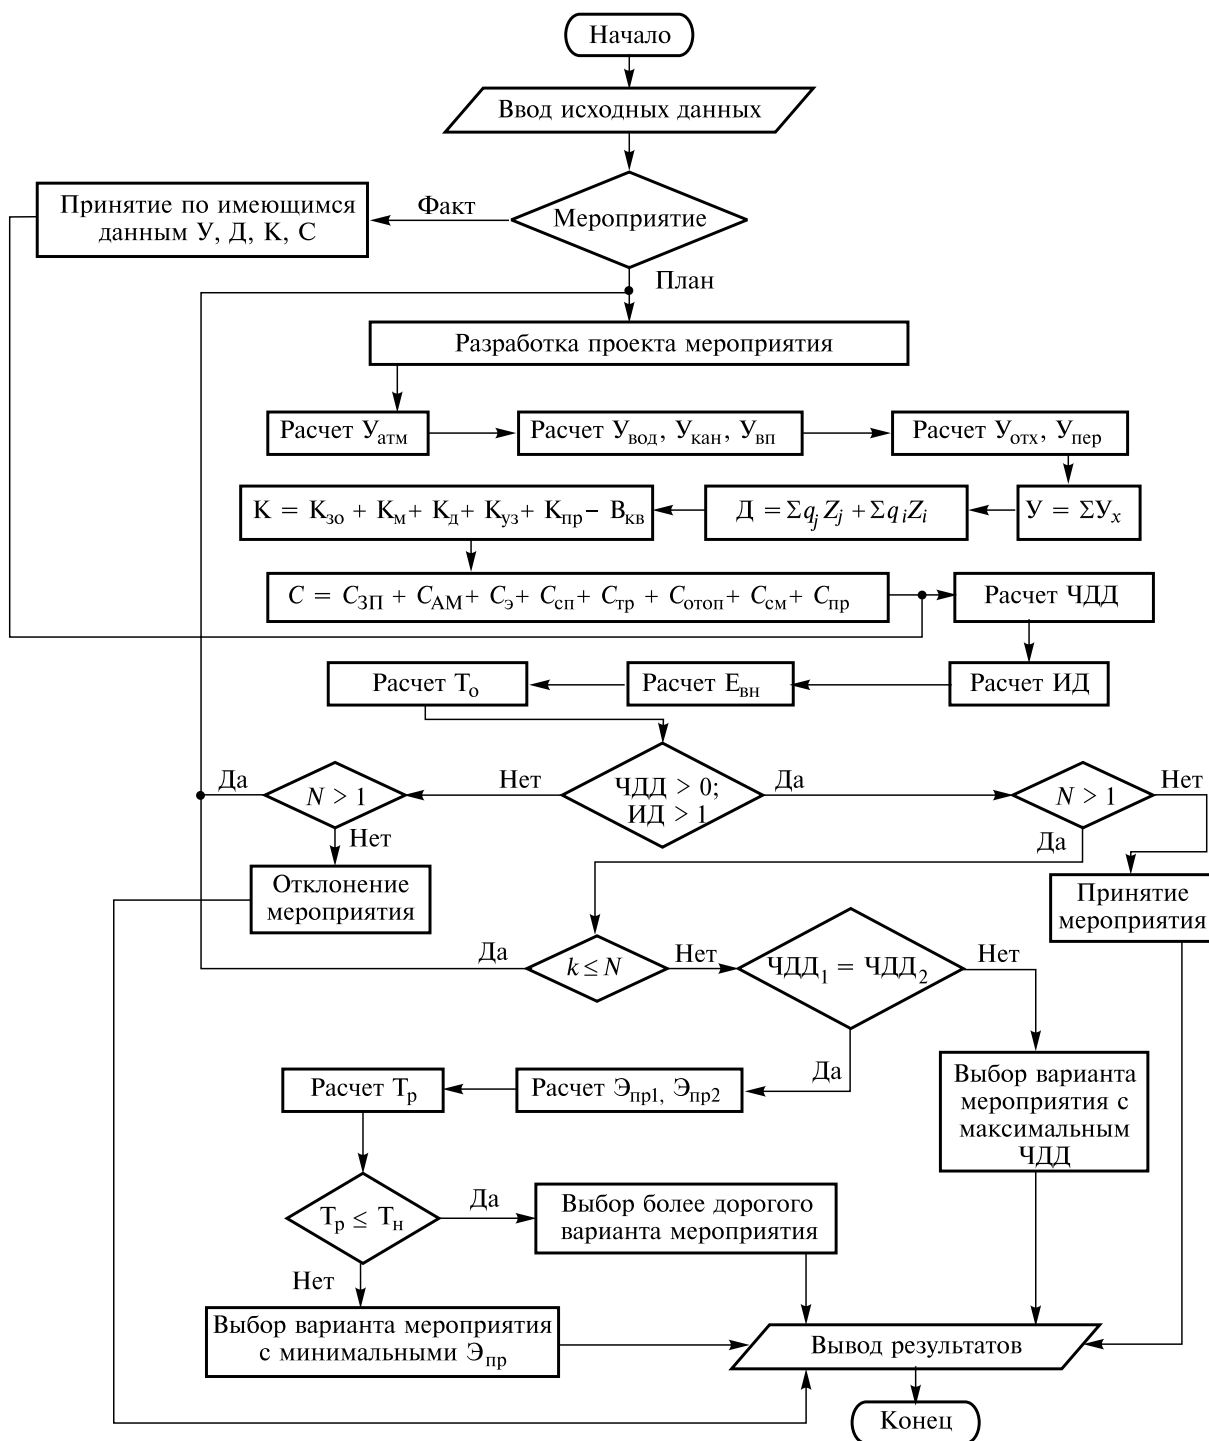 Начало
Ввод исходных данных
Мероприятие
Факт
Принятие по имеющимся
данным У, Д, К, С
План
Разработка проекта мероприятия
Расчет Уатм
Расчет Увод, Укан, Увп
Расчет Уотх, Упер
У = ΣУx
Д = Σqj Zj + Σqi Zi
К = Кзо + Км + Кд + Куз + Кпр – Вкв
С = СЗП + САМ + Сэ + Ссп + Стр + Сотоп + Ссм + Спр
Расчет ЧДД
Расчет ИД
Расчет Евн
Расчет То
ЧДД > 0;
ИД > 1
Нет
Да
N > 1
Да
Нет
Отклонение
мероприятия
N > 1
Нет
Да
Принятие
мероприятия
k ≤ N
Да
Нет
ЧДД1 = ЧДД2
Нет
Да
Выбор варианта
мероприятия с
максимальным
ЧДД
Расчет Эпр1, Эпр2
Расчет Тр
Тр ≤ Тн
Да
Нет
Выбор более дорогого
варианта мероприятия
Выбор варианта мероприятия
с минимальными Эпр
Вывод результатов
Конец